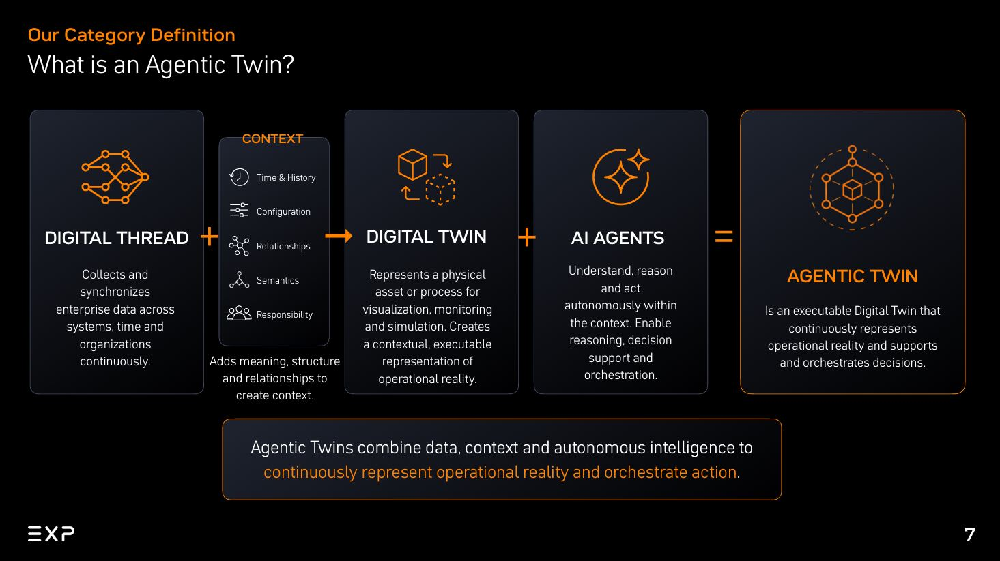 Our Category Definition
What is an Agentic Twin?
DIGITAL THREAD
Collects and
synchronizes
enterprise data across
systems, time and
organizations
continuously.
+
CONTEXT
Time & History
Configuration
Relationships
Semantics
Responsibility
Adds meaning, structure
and relationships to
create context.
DIGITAL TWIN
Represents a physical
asset or process for
visualization, monitoring
and simulation. Creates
a contextual, executable
representation of
operational reality.
+
AI AGENTS
Understand, reason
and act
autonomously within
the context. Enable
reasoning, decision
support and
orchestration.
=
AGENTIC TWIN
Is an executable Digital Twin that
continuously represents
operational reality and supports
and orchestrates decisions.
Agentic Twins combine data, context and autonomous intelligence to
continuously represent operational reality and orchestrate action.
EXP
7